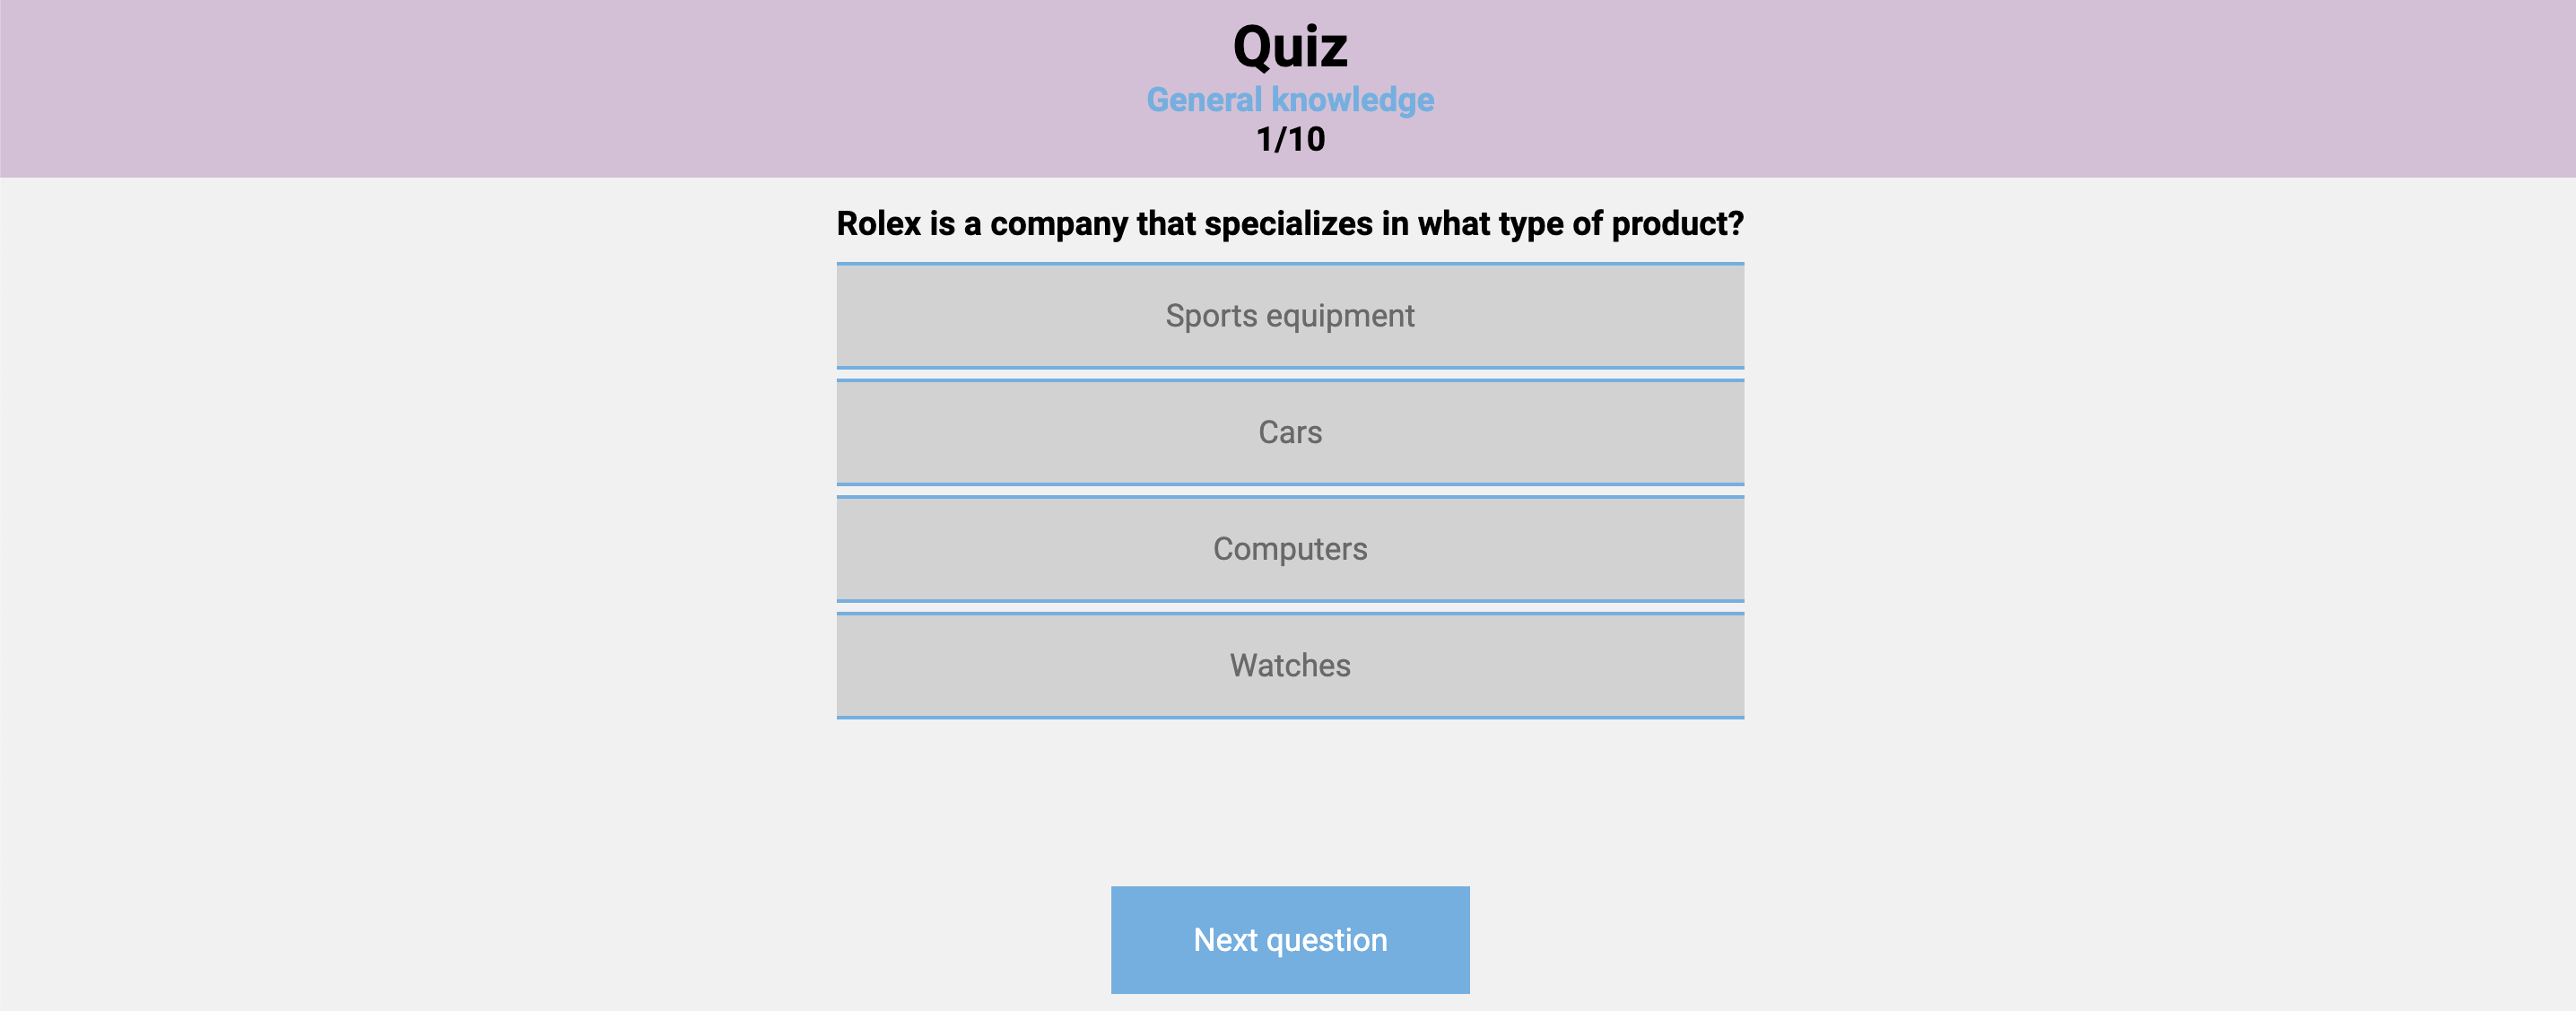 Quiz
General knowledge
1/10
Rolex is a company that specializes in what type of product?
Sports equipment
Cars
Computers
Watches
Next question